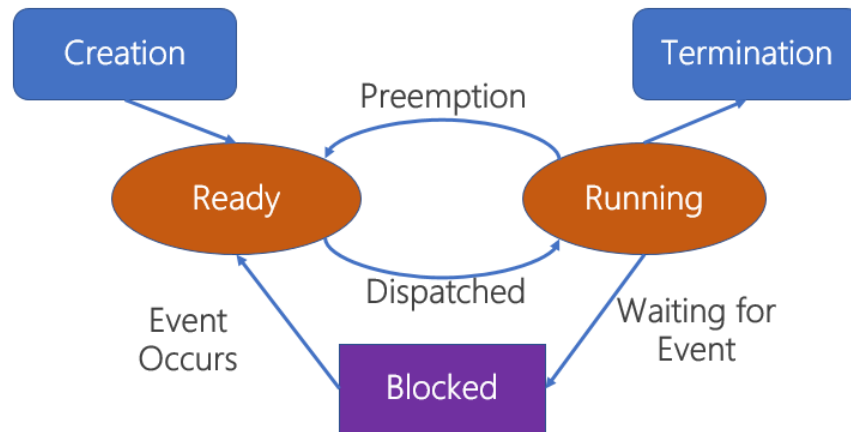 Creation
Termination
Preemption
Ready
Running
Dispatched
Event
Occurs
Waiting for
Event
Blocked